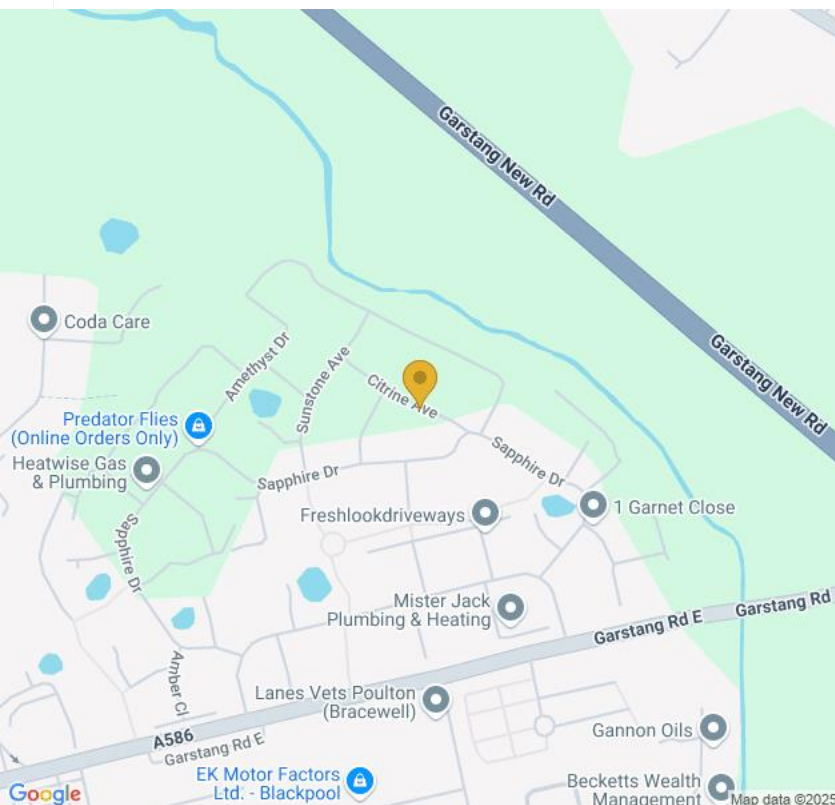 Garstang New Rd
Coda Care
Amethyst Dr
Sunstone Ave
Citrine Ave
Garstang New Rd
Predator Flies
(Online Orders Only)
Heatwise Gas
& Plumbing
Sapphire Dr
Sapphire Dr
Freshlookdriveways
1 Garnet Close
Sapphire Dr
Mister Jack
Plumbing & Heating
Garstang Rd E
Garstang Rd
Amber Cl
Lanes Vets Poulton
(Bracewell)
A586
Garstang Rd E
Gannon Oils
EK Motor Factors
Ltd. - Blackpool
Becketts Wealth
Management
Google
Map data ©2025